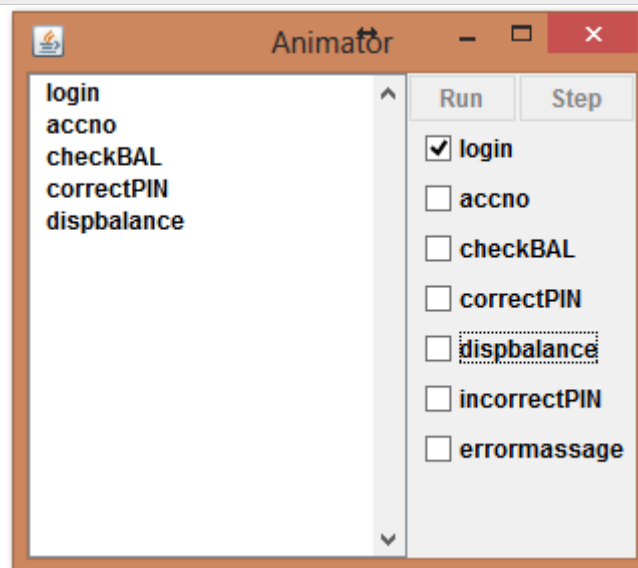 Animator
login
accno
checkBAL
correctPIN
dispbalance
Run Step
login
accno
checkBAL
correctPIN
dispbalance
incorrectPIN
errormassage